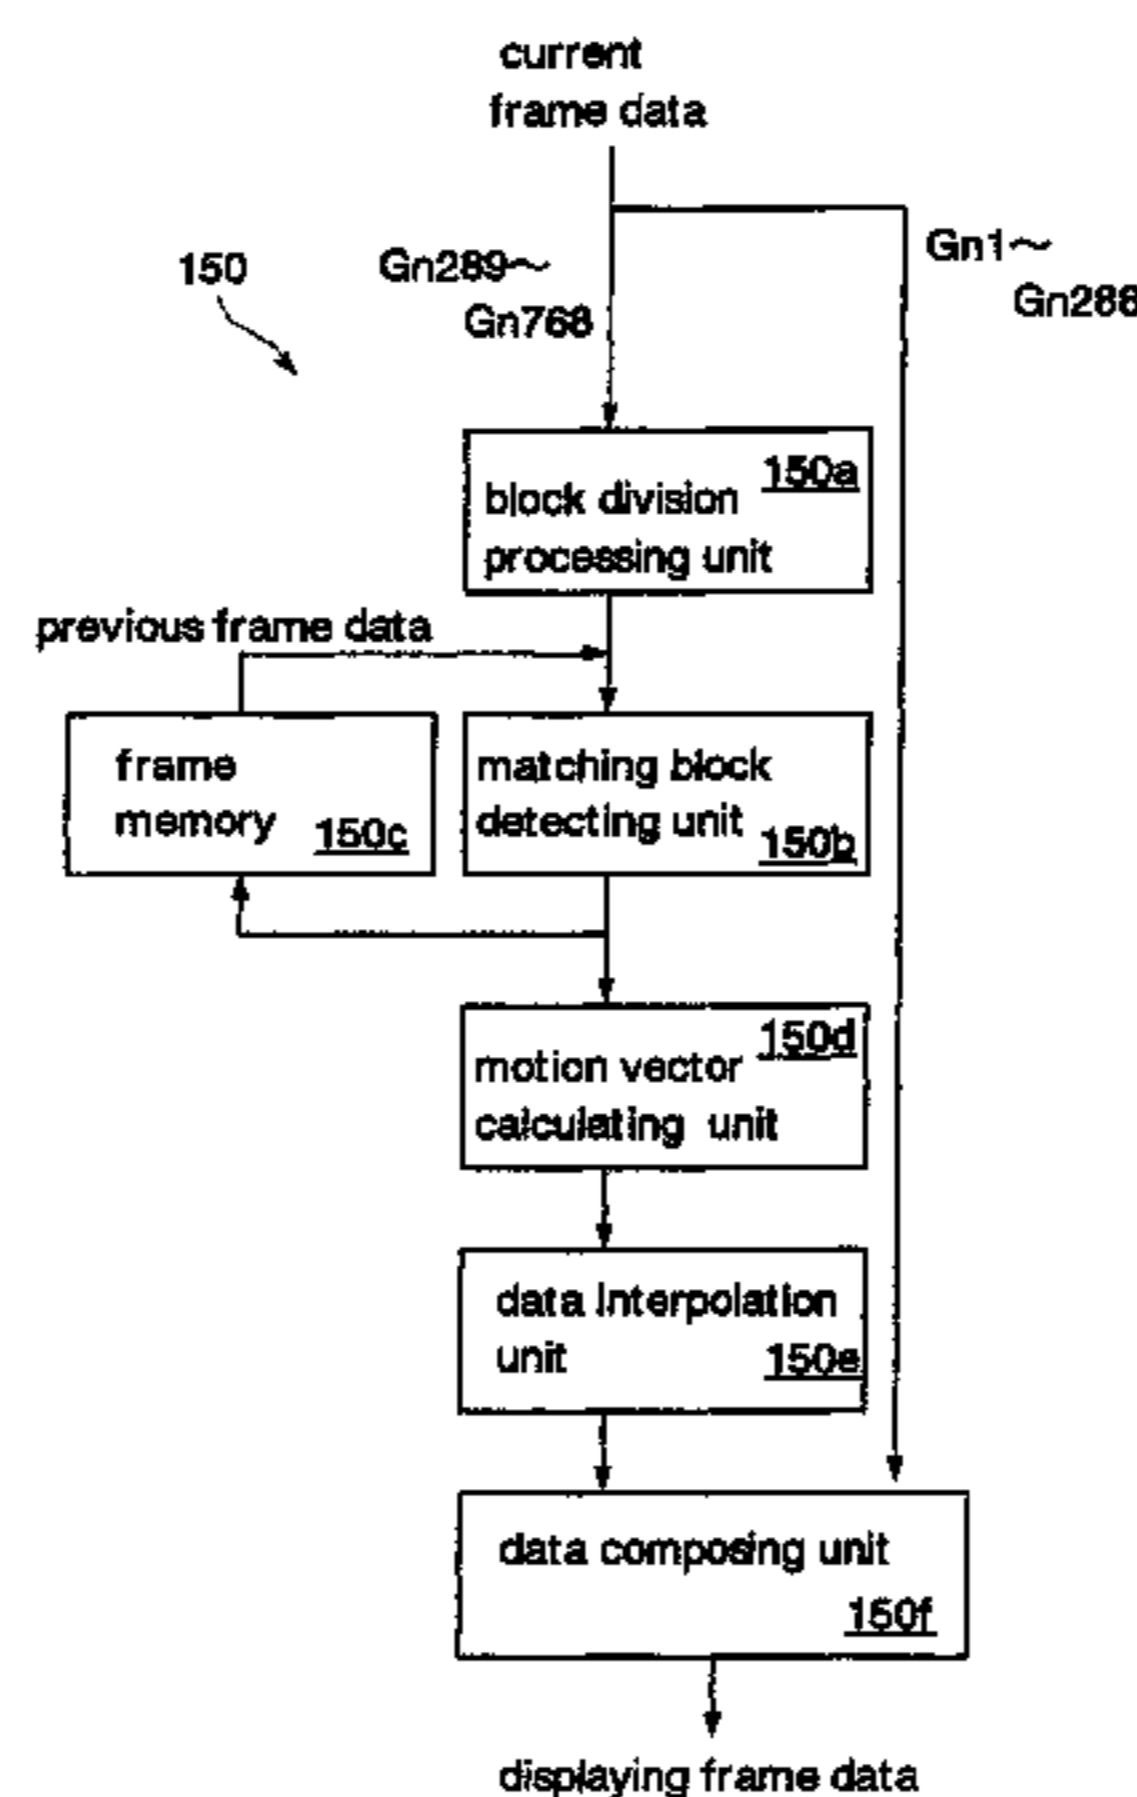 current
frame data
150
Gn289~
Gn768
Gn1~
Gn288
150a
block division
processing unit
previous frame data
frame
memory 150c
matching block
detecting unit
150b
150d
motion vector
calculating unit
data interpolation
unit 150e
data composing unit
150f
displaying frame data